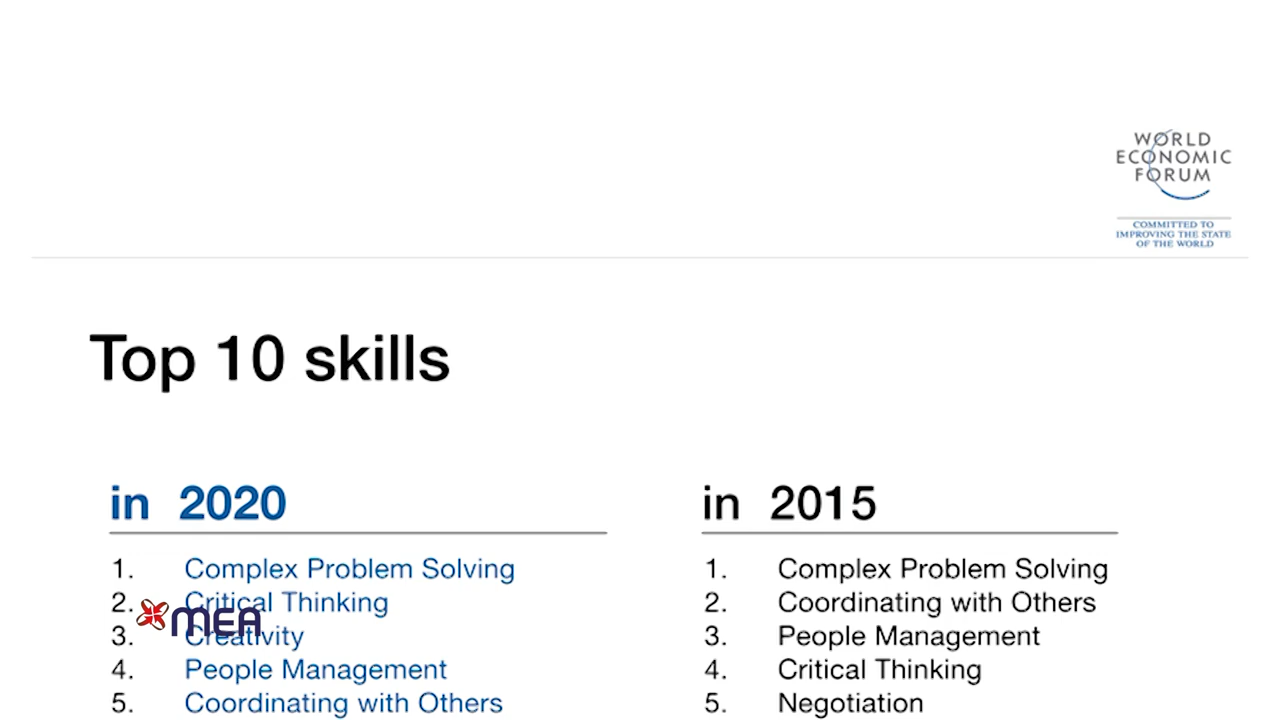 WORLD
ECONOMIC
FORUM
COMMITTED TO
IMPROVING THE STATE
OF THE WORLD
Top 10 skills
in 2020
1. Complex Problem Solving
2. Critical Thinking
3. Creativity
4. People Management
5. Coordinating with Others
MEA
in 2015
1. Complex Problem Solving
2. Coordinating with Others
3. People Management
4. Critical Thinking
5. Negotiation